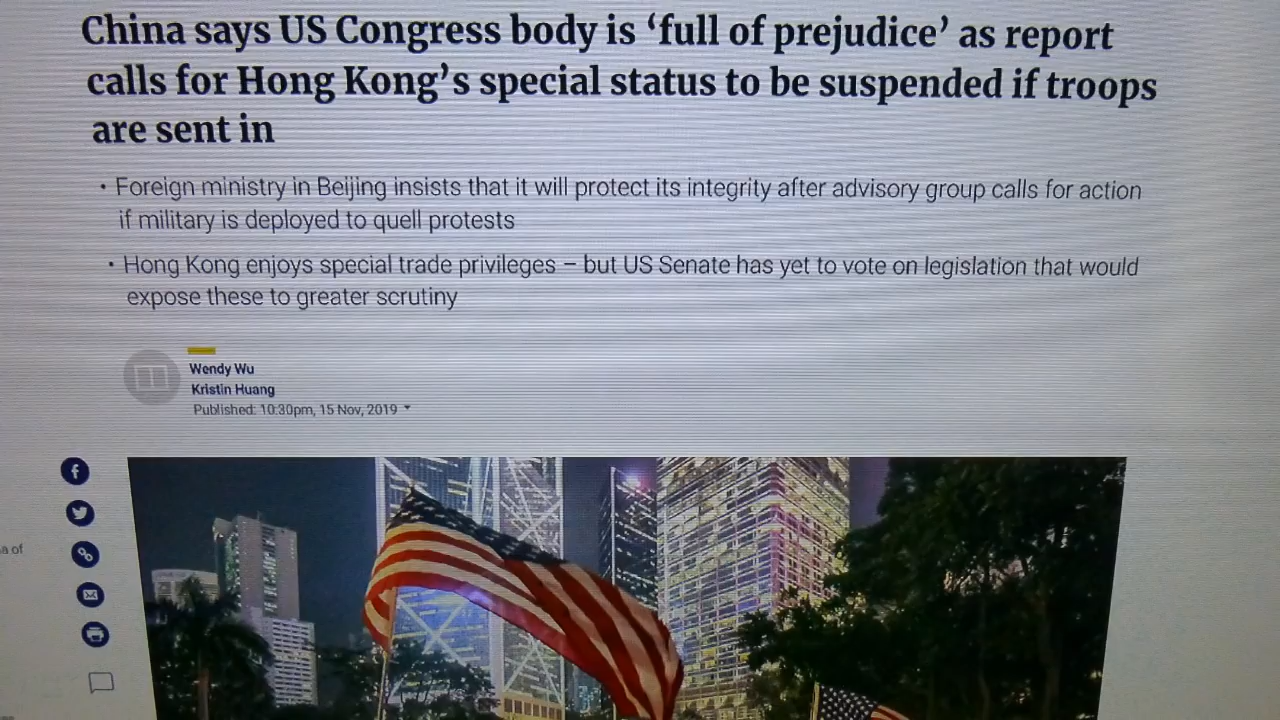 China says US Congress body is ‘full of prejudice’ as report
calls for Hong Kong’s special status to be suspended if troops
are sent in
• Foreign ministry in Beijing insists that it will protect its integrity after advisory group calls for action
if military is deployed to quell protests
• Hong Kong enjoys special trade privileges – but US Senate has yet to vote on legislation that would
expose these to greater scrutiny
Wendy Wu
Kristin Huang
Published: 10:30pm, 15 Nov, 2019
a of